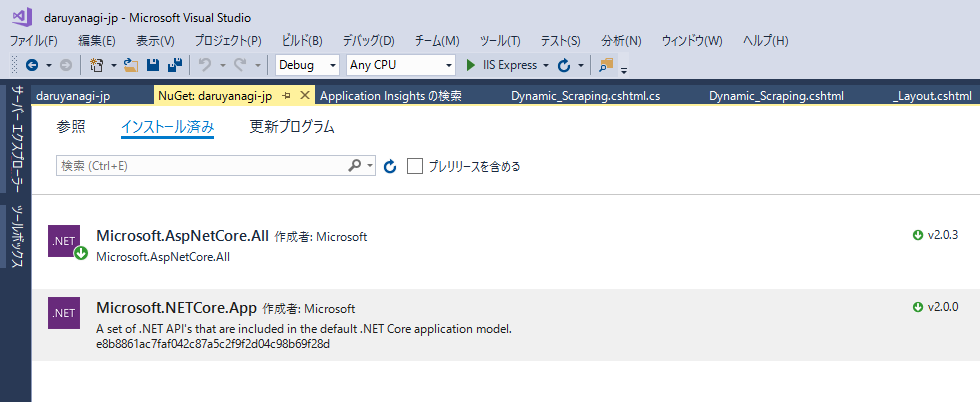 daruyanagi-jp - Microsoft Visual Studio
ファイル(F) 編集(E) 表示(V) プロジェクト(P) ビルド(B) デバッグ(D) チーム(M) ツール(T) テスト(S) 分析(N) ウィンドウ(W) ヘルプ(H)
Debug Any CPU IIS Express
サーバー エクスプローラー
ツールボックス
daruyanagi-jp NuGet: daruyanagi-jp Application Insights の検索 Dynamic_Scraping.cshtml.cs Dynamic_Scraping.cshtml _Layout.cshtml
参照 インストール済み 更新プログラム
検索 (Ctrl+E) プレリリースを含める
.NET Microsoft.AspNetCore.All 作成者: Microsoft v2.0.3
Microsoft.AspNetCore.All
.NET Microsoft.NETCore.App 作成者: Microsoft v2.0.0
A set of .NET API's that are included in the default .NET Core application model.
e8b8861ac7faf042c87a5c2f9f2d04c98b69f28d